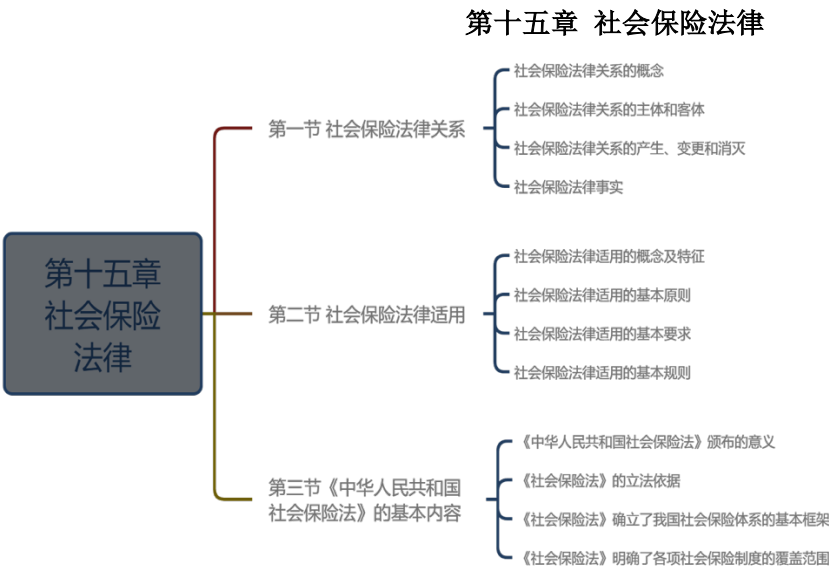 第十五章 社会保险法律
第十五章
社会保险
法律
第一节 社会保险法律关系
社会保险法律关系的概念
社会保险法律关系的主体和客体
社会保险法律关系的产生、变更和消灭
社会保险法律事实
第二节 社会保险法律适用
社会保险法律适用的概念及特征
社会保险法律适用的基本原则
社会保险法律适用的基本要求
社会保险法律适用的基本规则
第三节《中华人民共和国
社会保险法》的基本内容
《中华人民共和国社会保险法》颁布的意义
《社会保险法》的立法依据
《社会保险法》确立了我国社会保险体系的基本框架
《社会保险法》明确了各项社会保险制度的覆盖范围